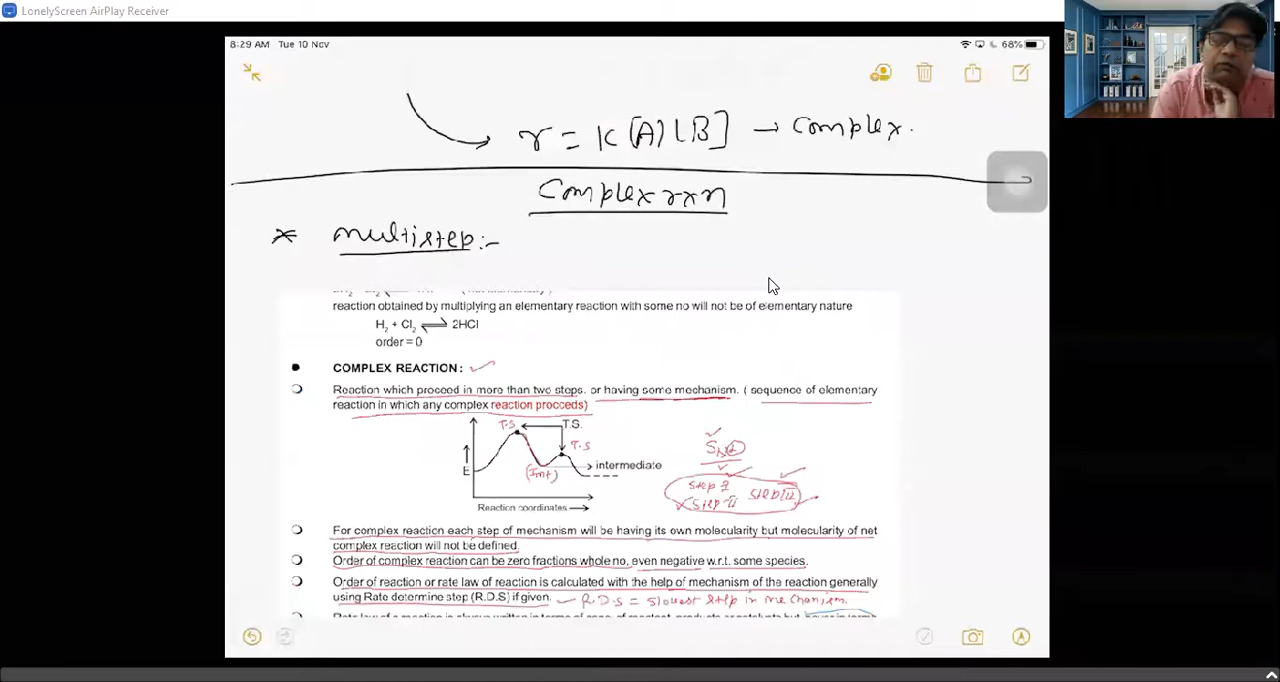 LonelyScreen AirPlay Receiver
8:29 AM Tue 10 Nov
68%
r = K[A][B] → Complex.
Complex rxn
* multistep:-
reaction obtained by multiplying an elementary reaction with some no will not be of elementary nature
H2 + Cl2 ⇌ 2HCl
order = 0
● COMPLEX REACTION :
Reaction which proceed in more than two steps. or having some mechanism. ( sequence of elementary
reaction in which any complex reaction procceds)
T.S T.S.
T.S
E
intermediate
(Imt)
Reaction coordinates
SN1
Step I
Step II Step III
For complex reaction each step of mechanism will be having its own molecularity but molecularity of net
complex reaction will not be defined.
Order of complex reaction can be zero fractions whole no, even negative w.r.t. some species.
Order of reaction or rate law of reaction is calculated with the help of mechanism of the reaction generally
using Rate determine step (R.D.S) if given. R.D.S = slowest step in mechanism.